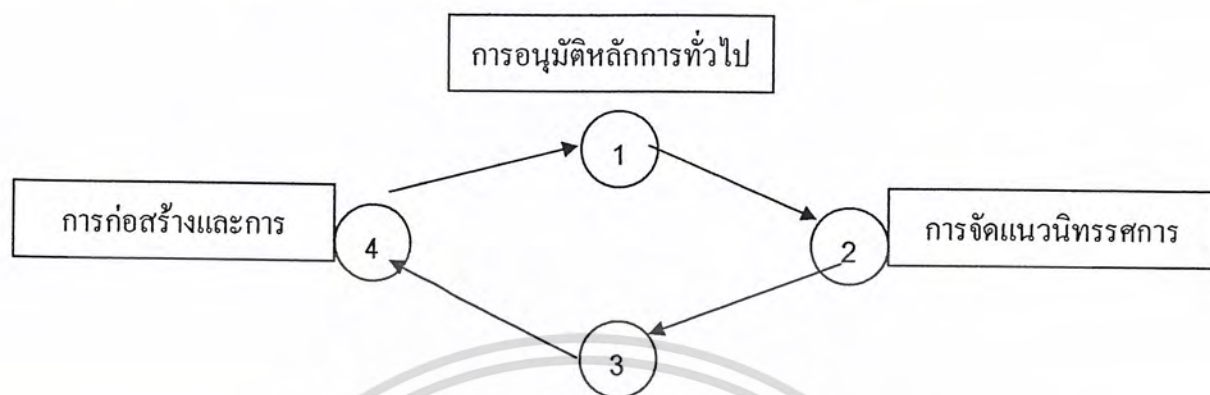 การอนุมัติหลักการทั่วไป
1
การก่อสร้างและการ
4
2
การจัดแนวนิทรรศการ
3